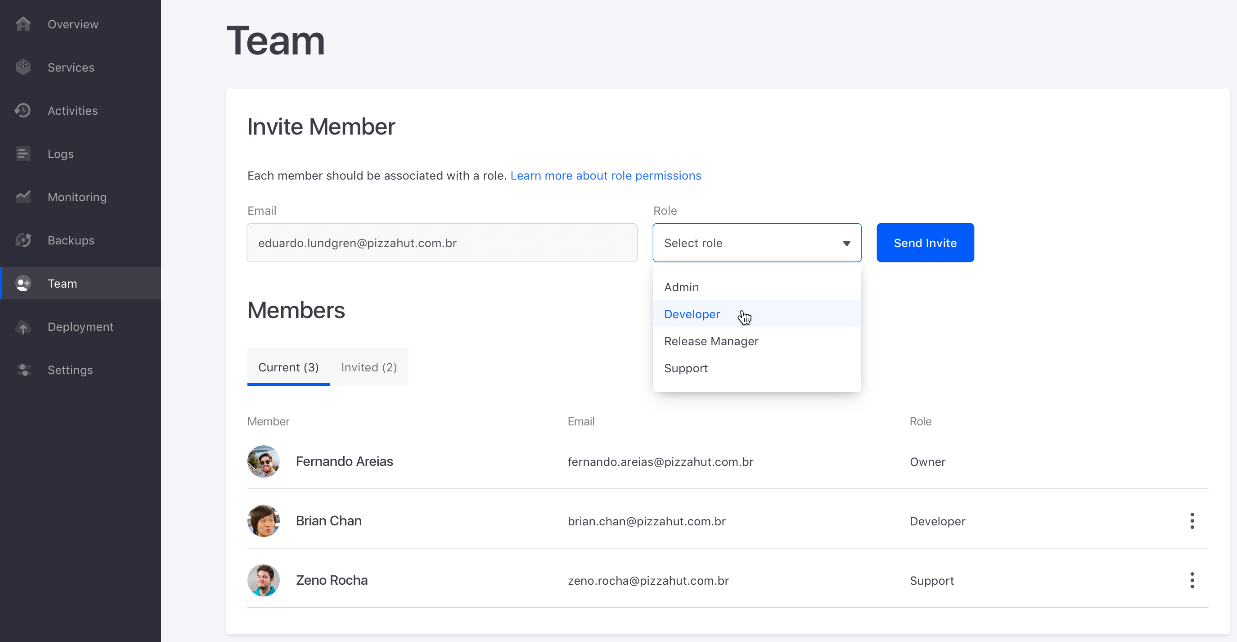 Overview
Services
Activities
Logs
Monitoring
Backups
Team
Deployment
Settings
Team
Invite Member
Each member should be associated with a role. Learn more about role permissions
Email
Role
eduardo.lundgren@pizzahut.com.br
Select role
Send Invite
Admin
Developer
Release Manager
Support
Members
Current (3) Invited (2)
Member Email Role
Fernando Areias fernando.areias@pizzahut.com.br Owner
Brian Chan brian.chan@pizzahut.com.br Developer
Zeno Rocha zeno.rocha@pizzahut.com.br Support